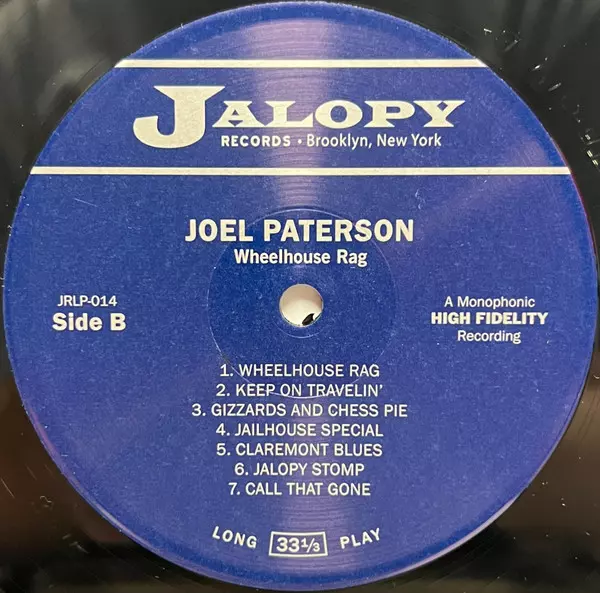 JALOPY
RECORDS • Brooklyn, New York
JOEL PATERSON
Wheelhouse Rag
JRLP-014
Side B
A Monophonic
HIGH FIDELITY
Recording
1. WHEELHOUSE RAG
2. KEEP ON TRAVELIN'
3. GIZZARDS AND CHESS PIE
4. JAILHOUSE SPECIAL
5. CLAREMONT BLUES
6. JALOPY STOMP
7. CALL THAT GONE
LONG 33 1/3 PLAY